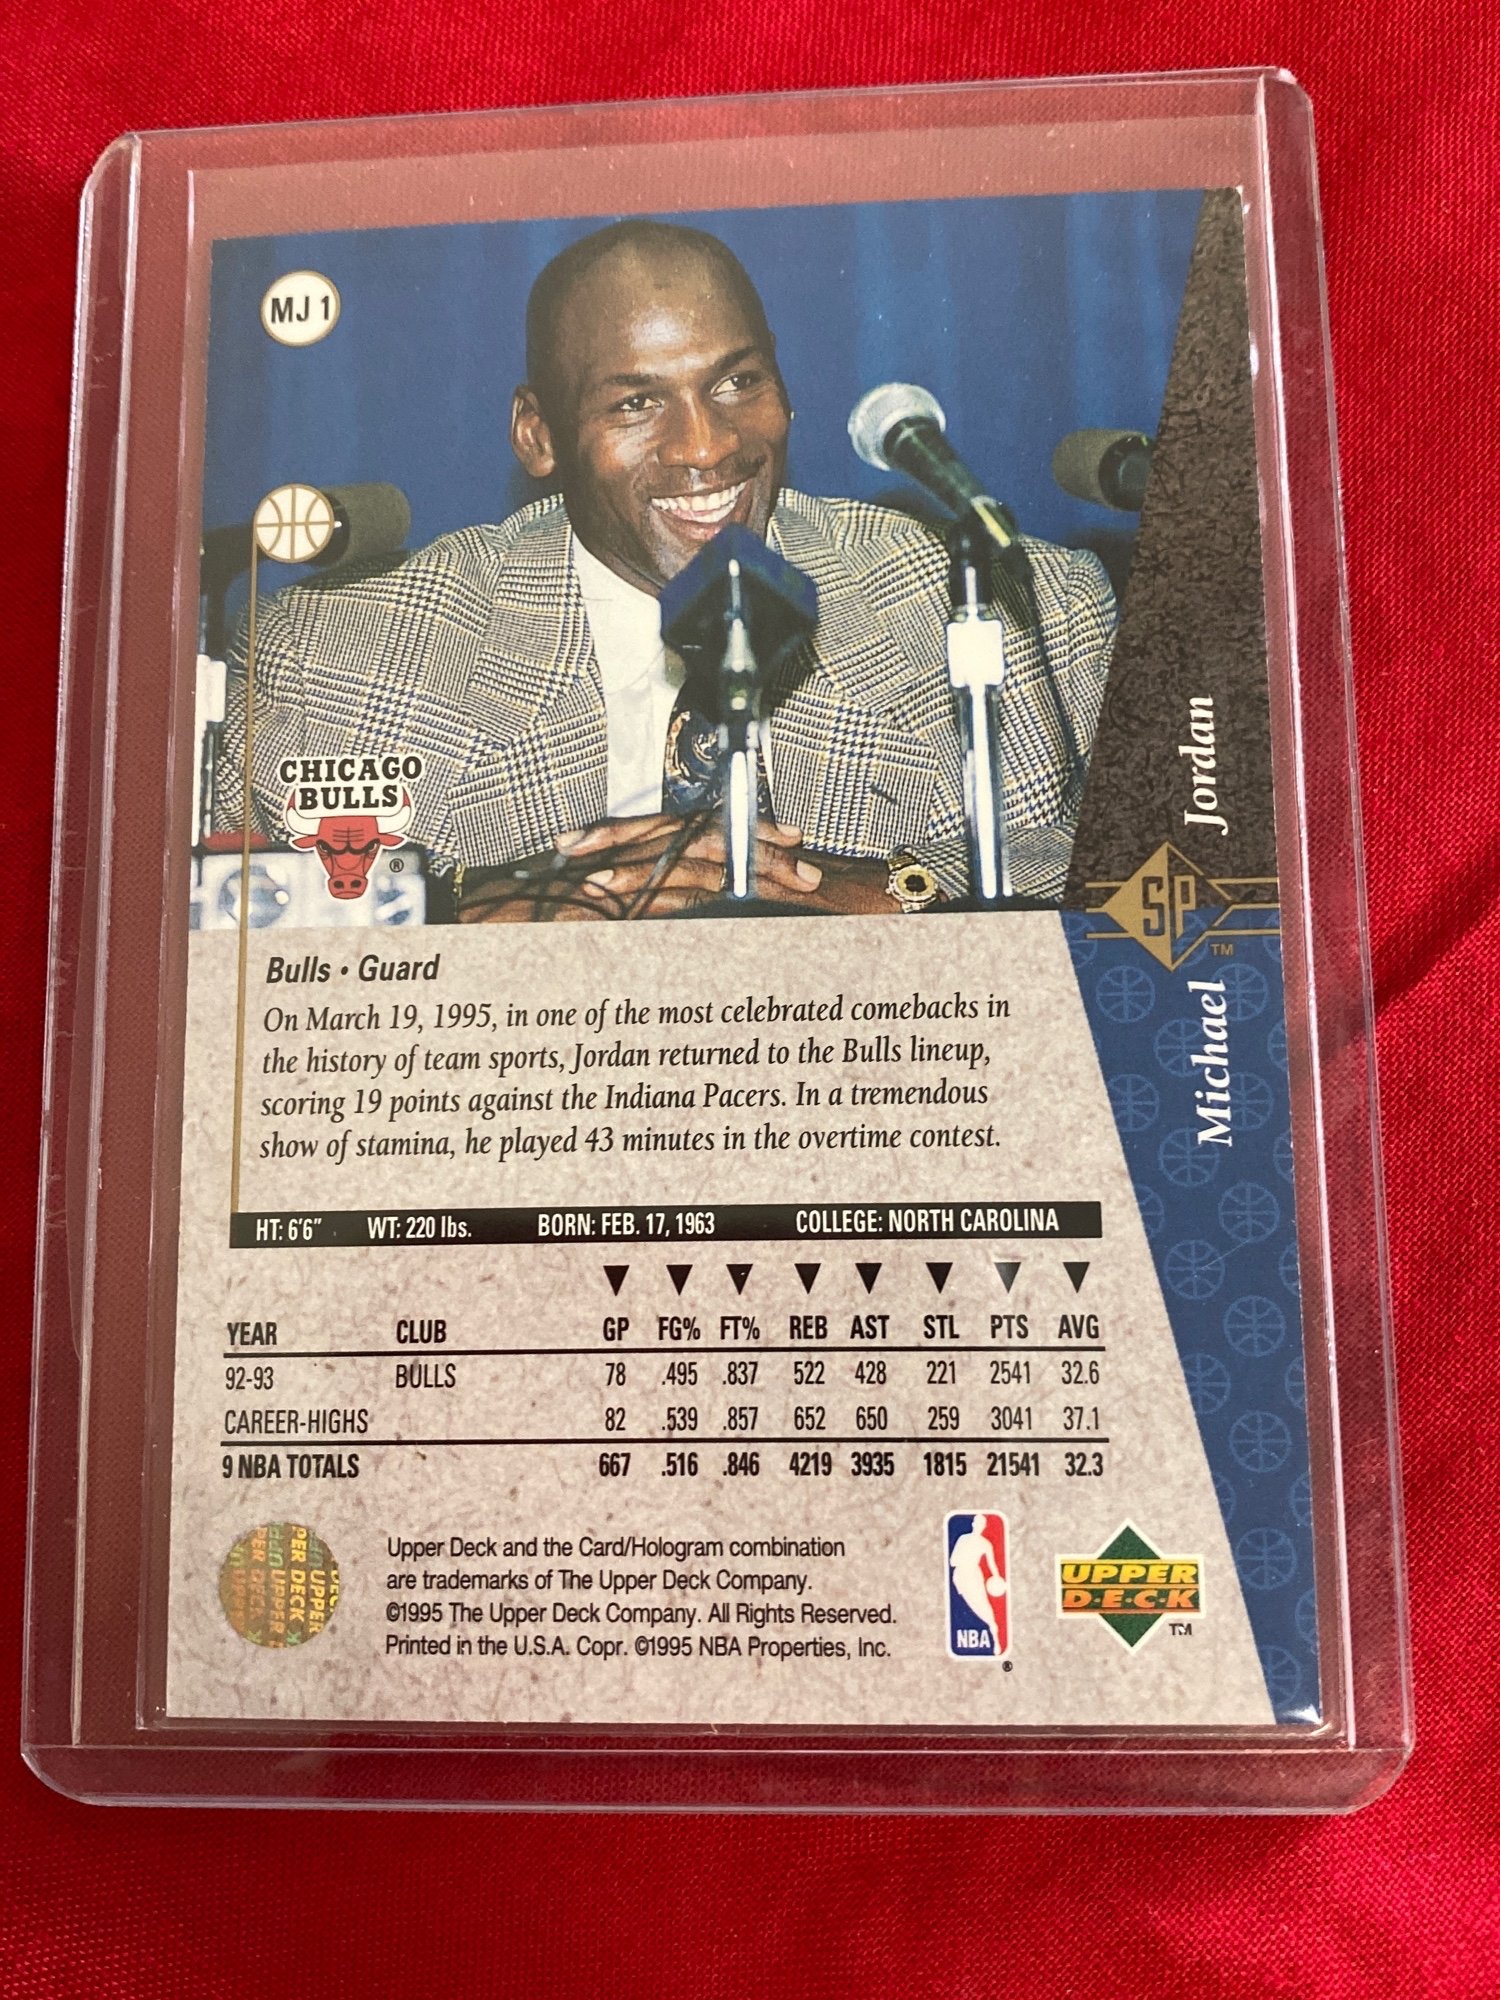 MJ 1
CHICAGO
BULLS
®
Jordan
SP
TM
Michael
Bulls • Guard
On March 19, 1995, in one of the most celebrated comebacks in
the history of team sports, Jordan returned to the Bulls lineup,
scoring 19 points against the Indiana Pacers. In a tremendous
show of stamina, he played 43 minutes in the overtime contest.
HT: 6'6" WT: 220 lbs. BORN: FEB. 17, 1963 COLLEGE: NORTH CAROLINA
YEAR CLUB GP FG% FT% REB AST STL PTS AVG
92-93 BULLS 78 .495 .837 522 428 221 2541 32.6
CAREER-HIGHS 82 .539 .857 652 650 259 3041 37.1
9 NBA TOTALS 667 .516 .846 4219 3935 1815 21541 32.3
UPPER DECK
Upper Deck and the Card/Hologram combination
are trademarks of The Upper Deck Company.
©1995 The Upper Deck Company. All Rights Reserved.
Printed in the U.S.A. Copr. ©1995 NBA Properties, Inc.
NBA
®
UPPER
D•E•C•K
TM